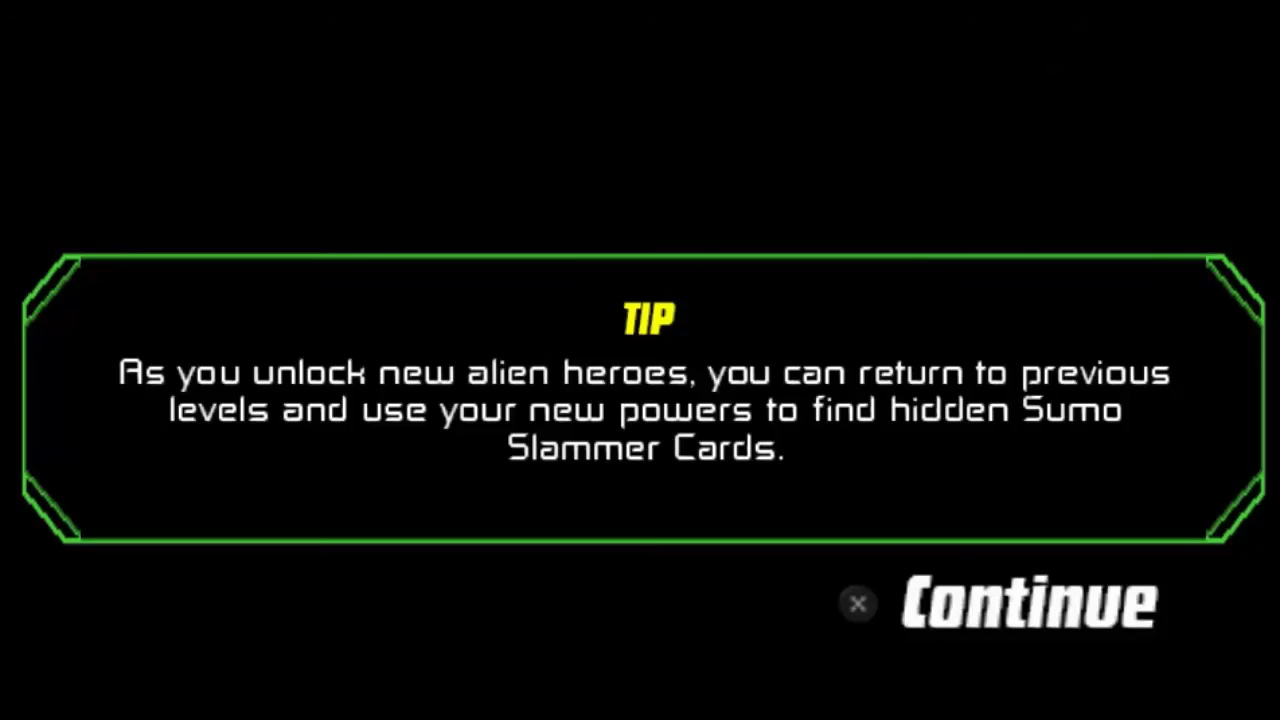 TIP
As you unlock new alien heroes, you can return to previous
levels and use your new powers to find hidden Sumo
Slammer Cards.
Continue